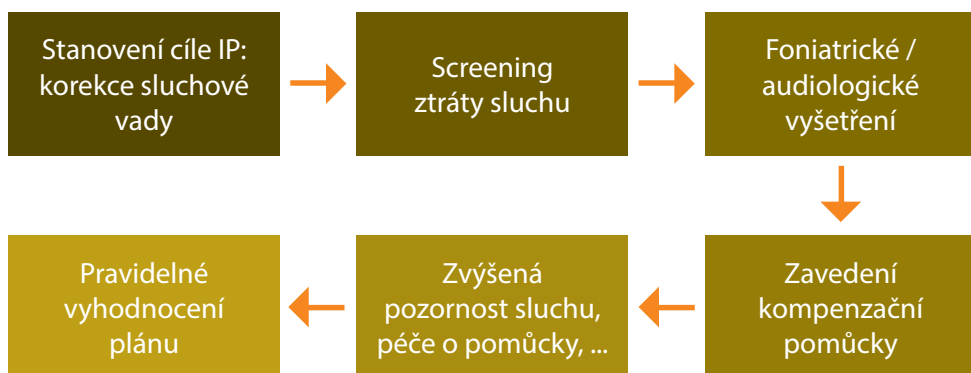 Stanovení cíle IP:
korekce sluchové
vady
Screening
ztráty sluchu
Foniatrické /
audiologické
vyšetření
Zavedení
kompenzační
pomůcky
Zvýšená
pozornost sluchu,
péče o pomůcky, ...
Pravidelné
vyhodnocení
plánu